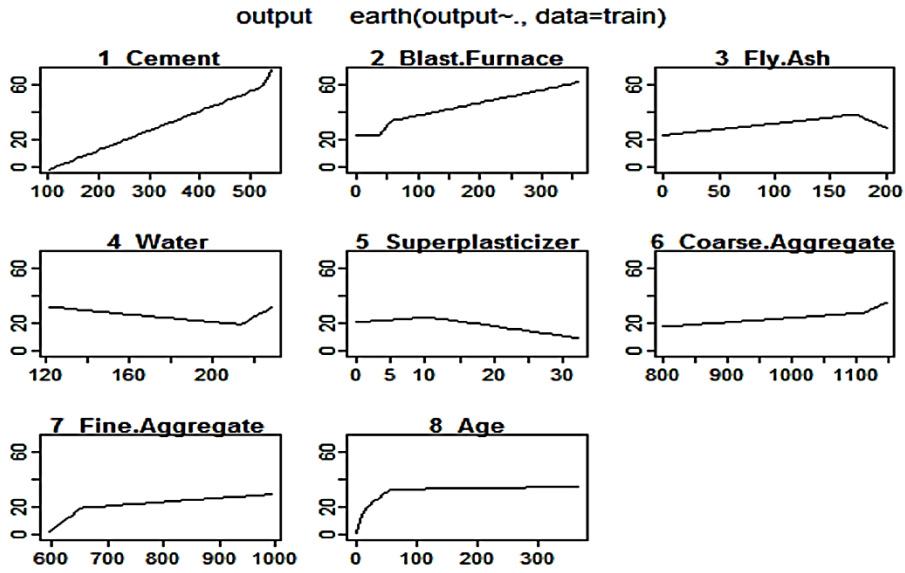 output earth(output~., data=train)
1 Cement
2 Blast.Furnace
3 Fly.Ash
0 20 60
100 200 300 400 500
0 20 60
0 100 200 300
0 20 60
0 50 100 150 200
4 Water
5 Superplasticizer
6 Coarse.Aggregate
0 20 60
120 160 200
0 20 60
0 5 10 20 30
0 20 60
800 900 1000 1100
7 Fine.Aggregate
8 Age
0 20 60
600 700 800 900 1000
0 20 60
0 100 200 300